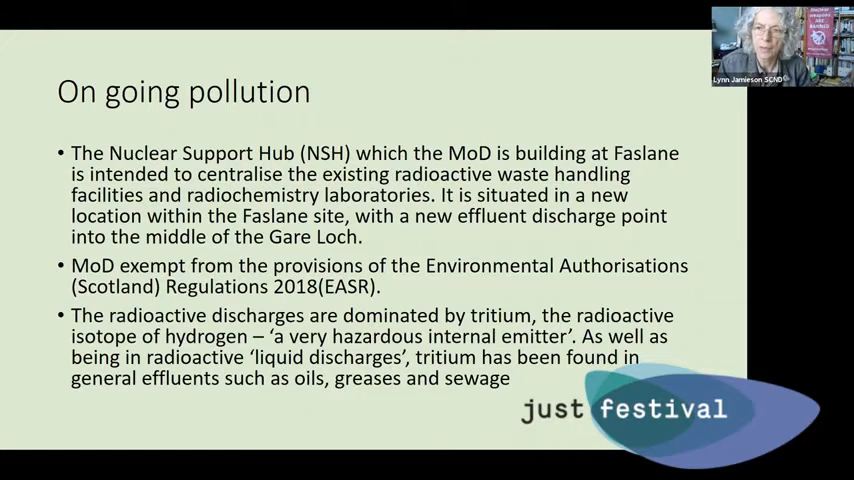 On going pollution
• The Nuclear Support Hub (NSH) which the MoD is building at Faslane
is intended to centralise the existing radioactive waste handling
facilities and radiochemistry laboratories. It is situated in a new
location within the Faslane site, with a new effluent discharge point
into the middle of the Gare Loch.
• MoD exempt from the provisions of the Environmental Authorisations
(Scotland) Regulations 2018(EASR).
• The radioactive discharges are dominated by tritium, the radioactive
isotope of hydrogen – ‘a very hazardous internal emitter’. As well as
being in radioactive ‘liquid discharges’, tritium has been found in
general effluents such as oils, greases and sewage
just festival
Nuclear
weapons
ARE
BANNED
Lynn Jamieson SCND